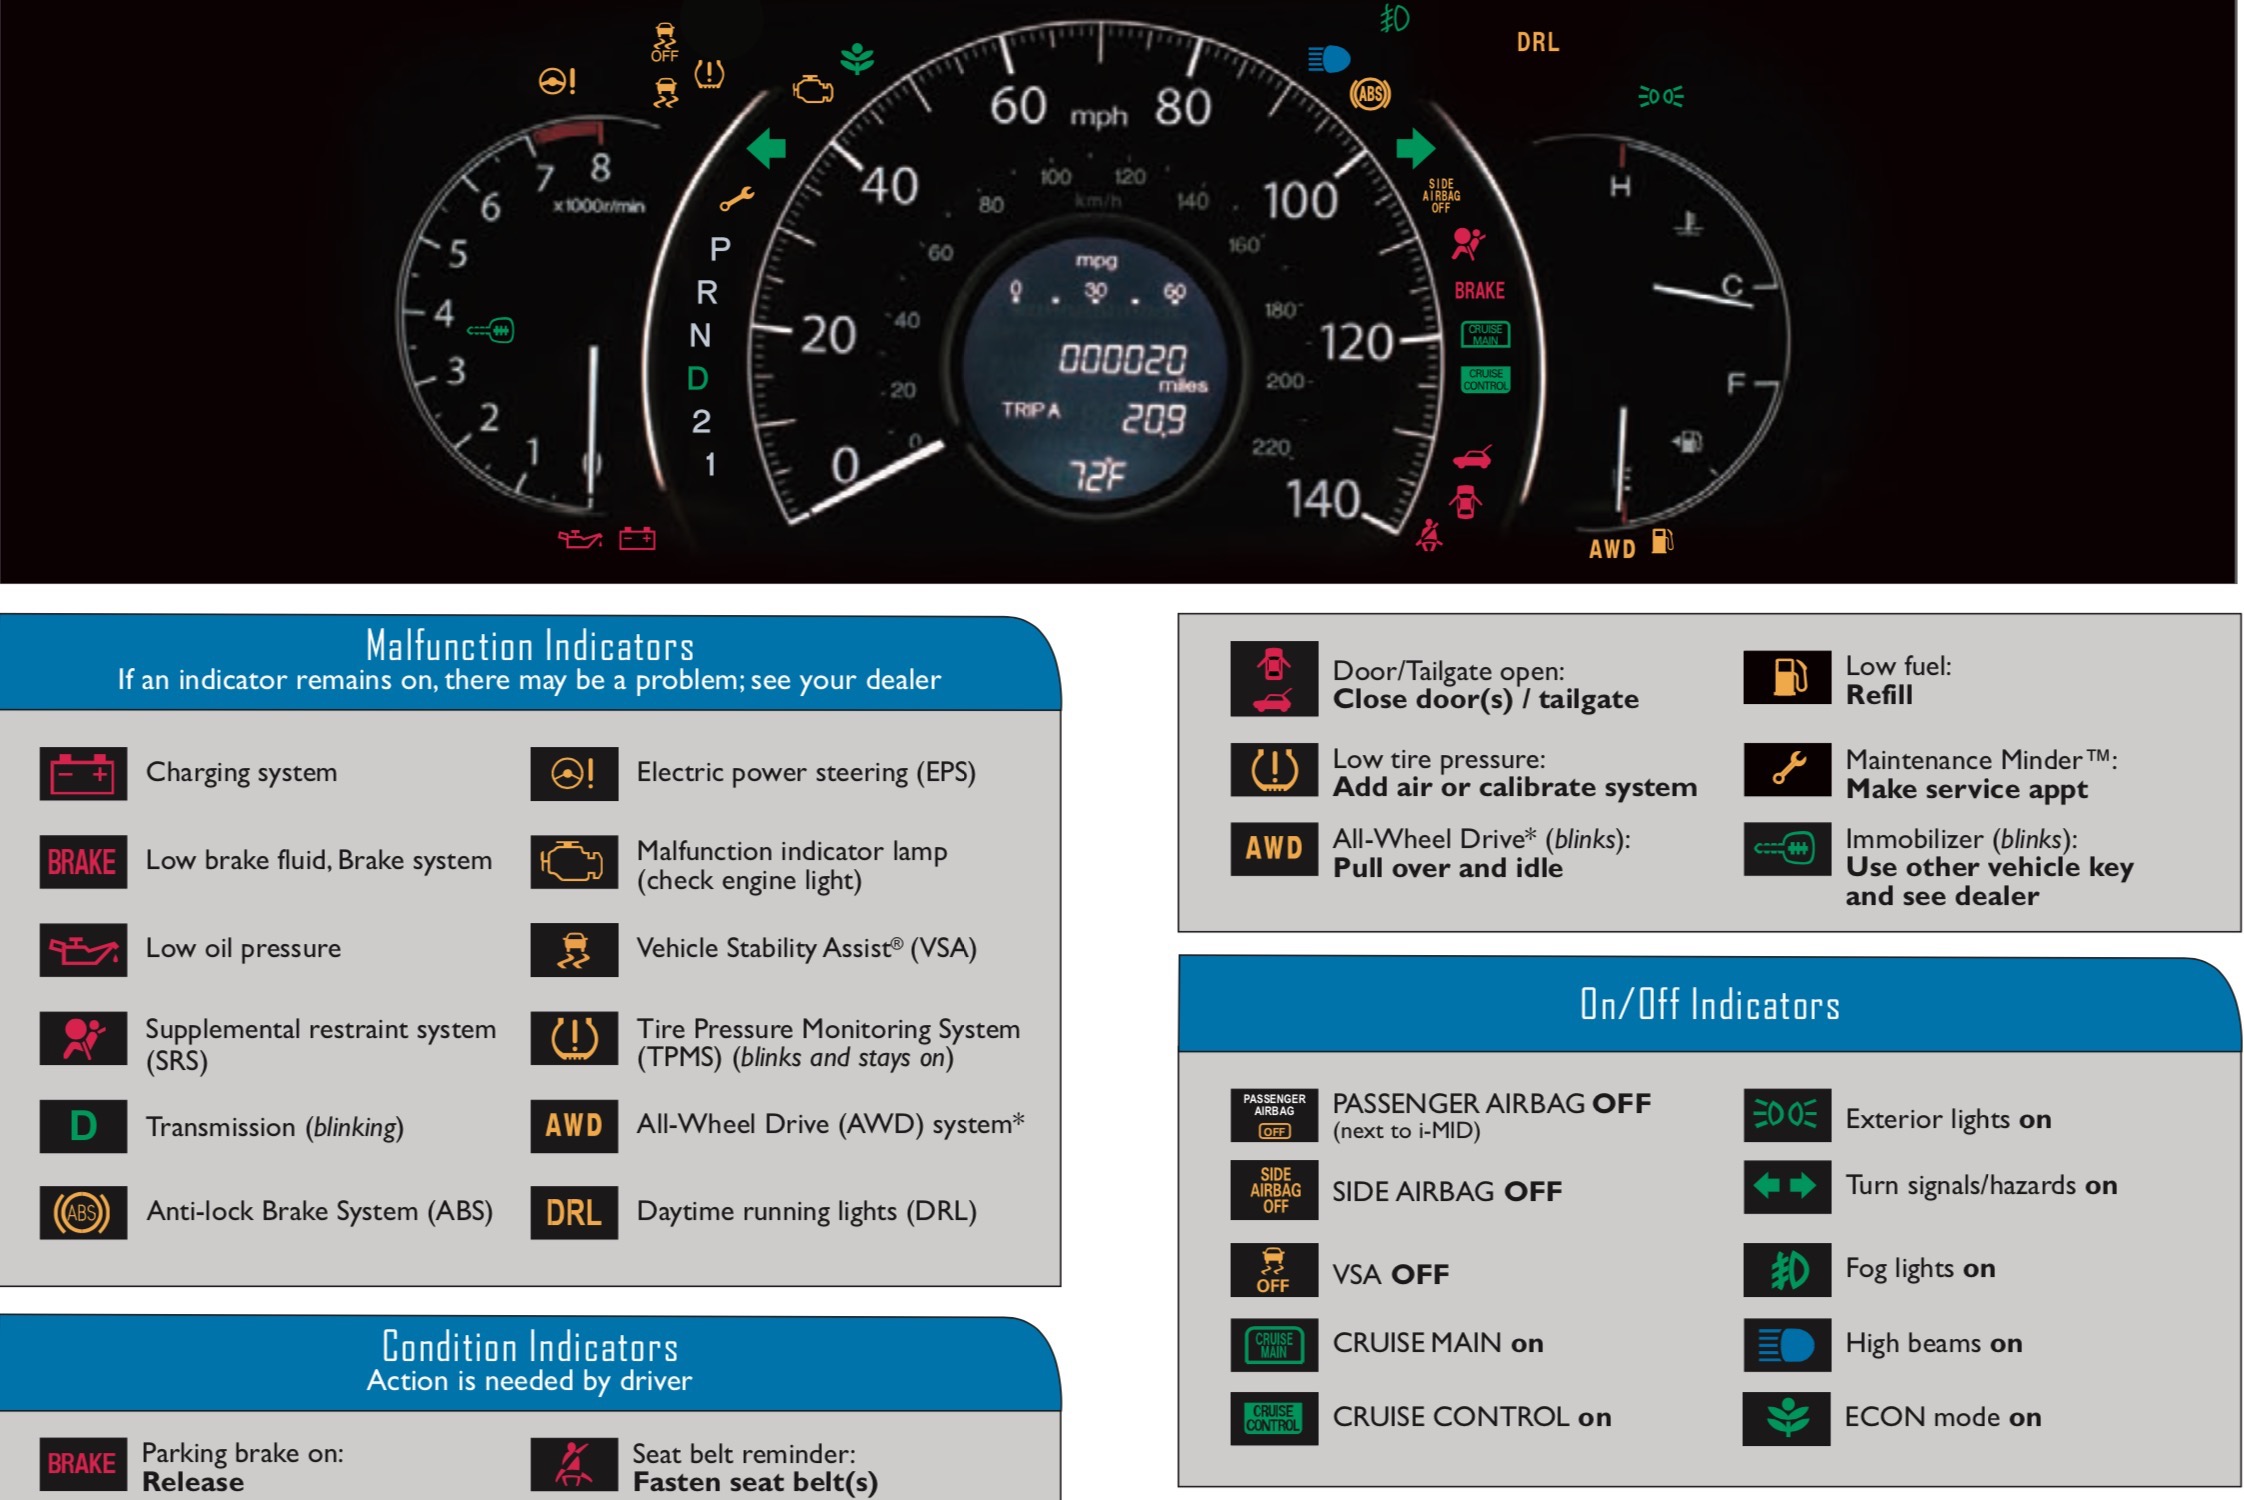 OFF
DRL
ABS
60 mph 80
7 8
x1000r/min
6
5
4
3
2
1
0
40
100
80 100 120 140
km/h
60
160
SIDE
AIRBAG
OFF
P
R
N
D
2
1
20
40
20
0
0
mpg
0 . 30 . 60
000020
miles
TRIP A 20.9
72°F
180
200
220
120
140
BRAKE
CRUISE
MAIN
CRUISE
CONTROL
H
C
F
AWD
Malfunction Indicators
If an indicator remains on, there may be a problem; see your dealer
Charging system
Electric power steering (EPS)
BRAKE Low brake fluid, Brake system
Malfunction indicator lamp
(check engine light)
Low oil pressure
Vehicle Stability Assist® (VSA)
Supplemental restraint system
(SRS)
Tire Pressure Monitoring System
(TPMS) (blinks and stays on)
D Transmission (blinking)
AWD All-Wheel Drive (AWD) system*
ABS Anti-lock Brake System (ABS)
DRL Daytime running lights (DRL)
Condition Indicators
Action is needed by driver
BRAKE Parking brake on:
Release
Seat belt reminder:
Fasten seat belt(s)
Door/Tailgate open:
Close door(s) / tailgate
Low fuel:
Refill
Low tire pressure:
Add air or calibrate system
Maintenance Minder™:
Make service appt
AWD All-Wheel Drive* (blinks):
Pull over and idle
Immobilizer (blinks):
Use other vehicle key
and see dealer
On/Off Indicators
PASSENGER
AIRBAG
OFF
PASSENGER AIRBAG OFF
(next to i-MID)
Exterior lights on
SIDE
AIRBAG
OFF
SIDE AIRBAG OFF
Turn signals/hazards on
OFF
VSA OFF
Fog lights on
CRUISE
MAIN
CRUISE MAIN on
High beams on
CRUISE
CONTROL
CRUISE CONTROL on
ECON mode on